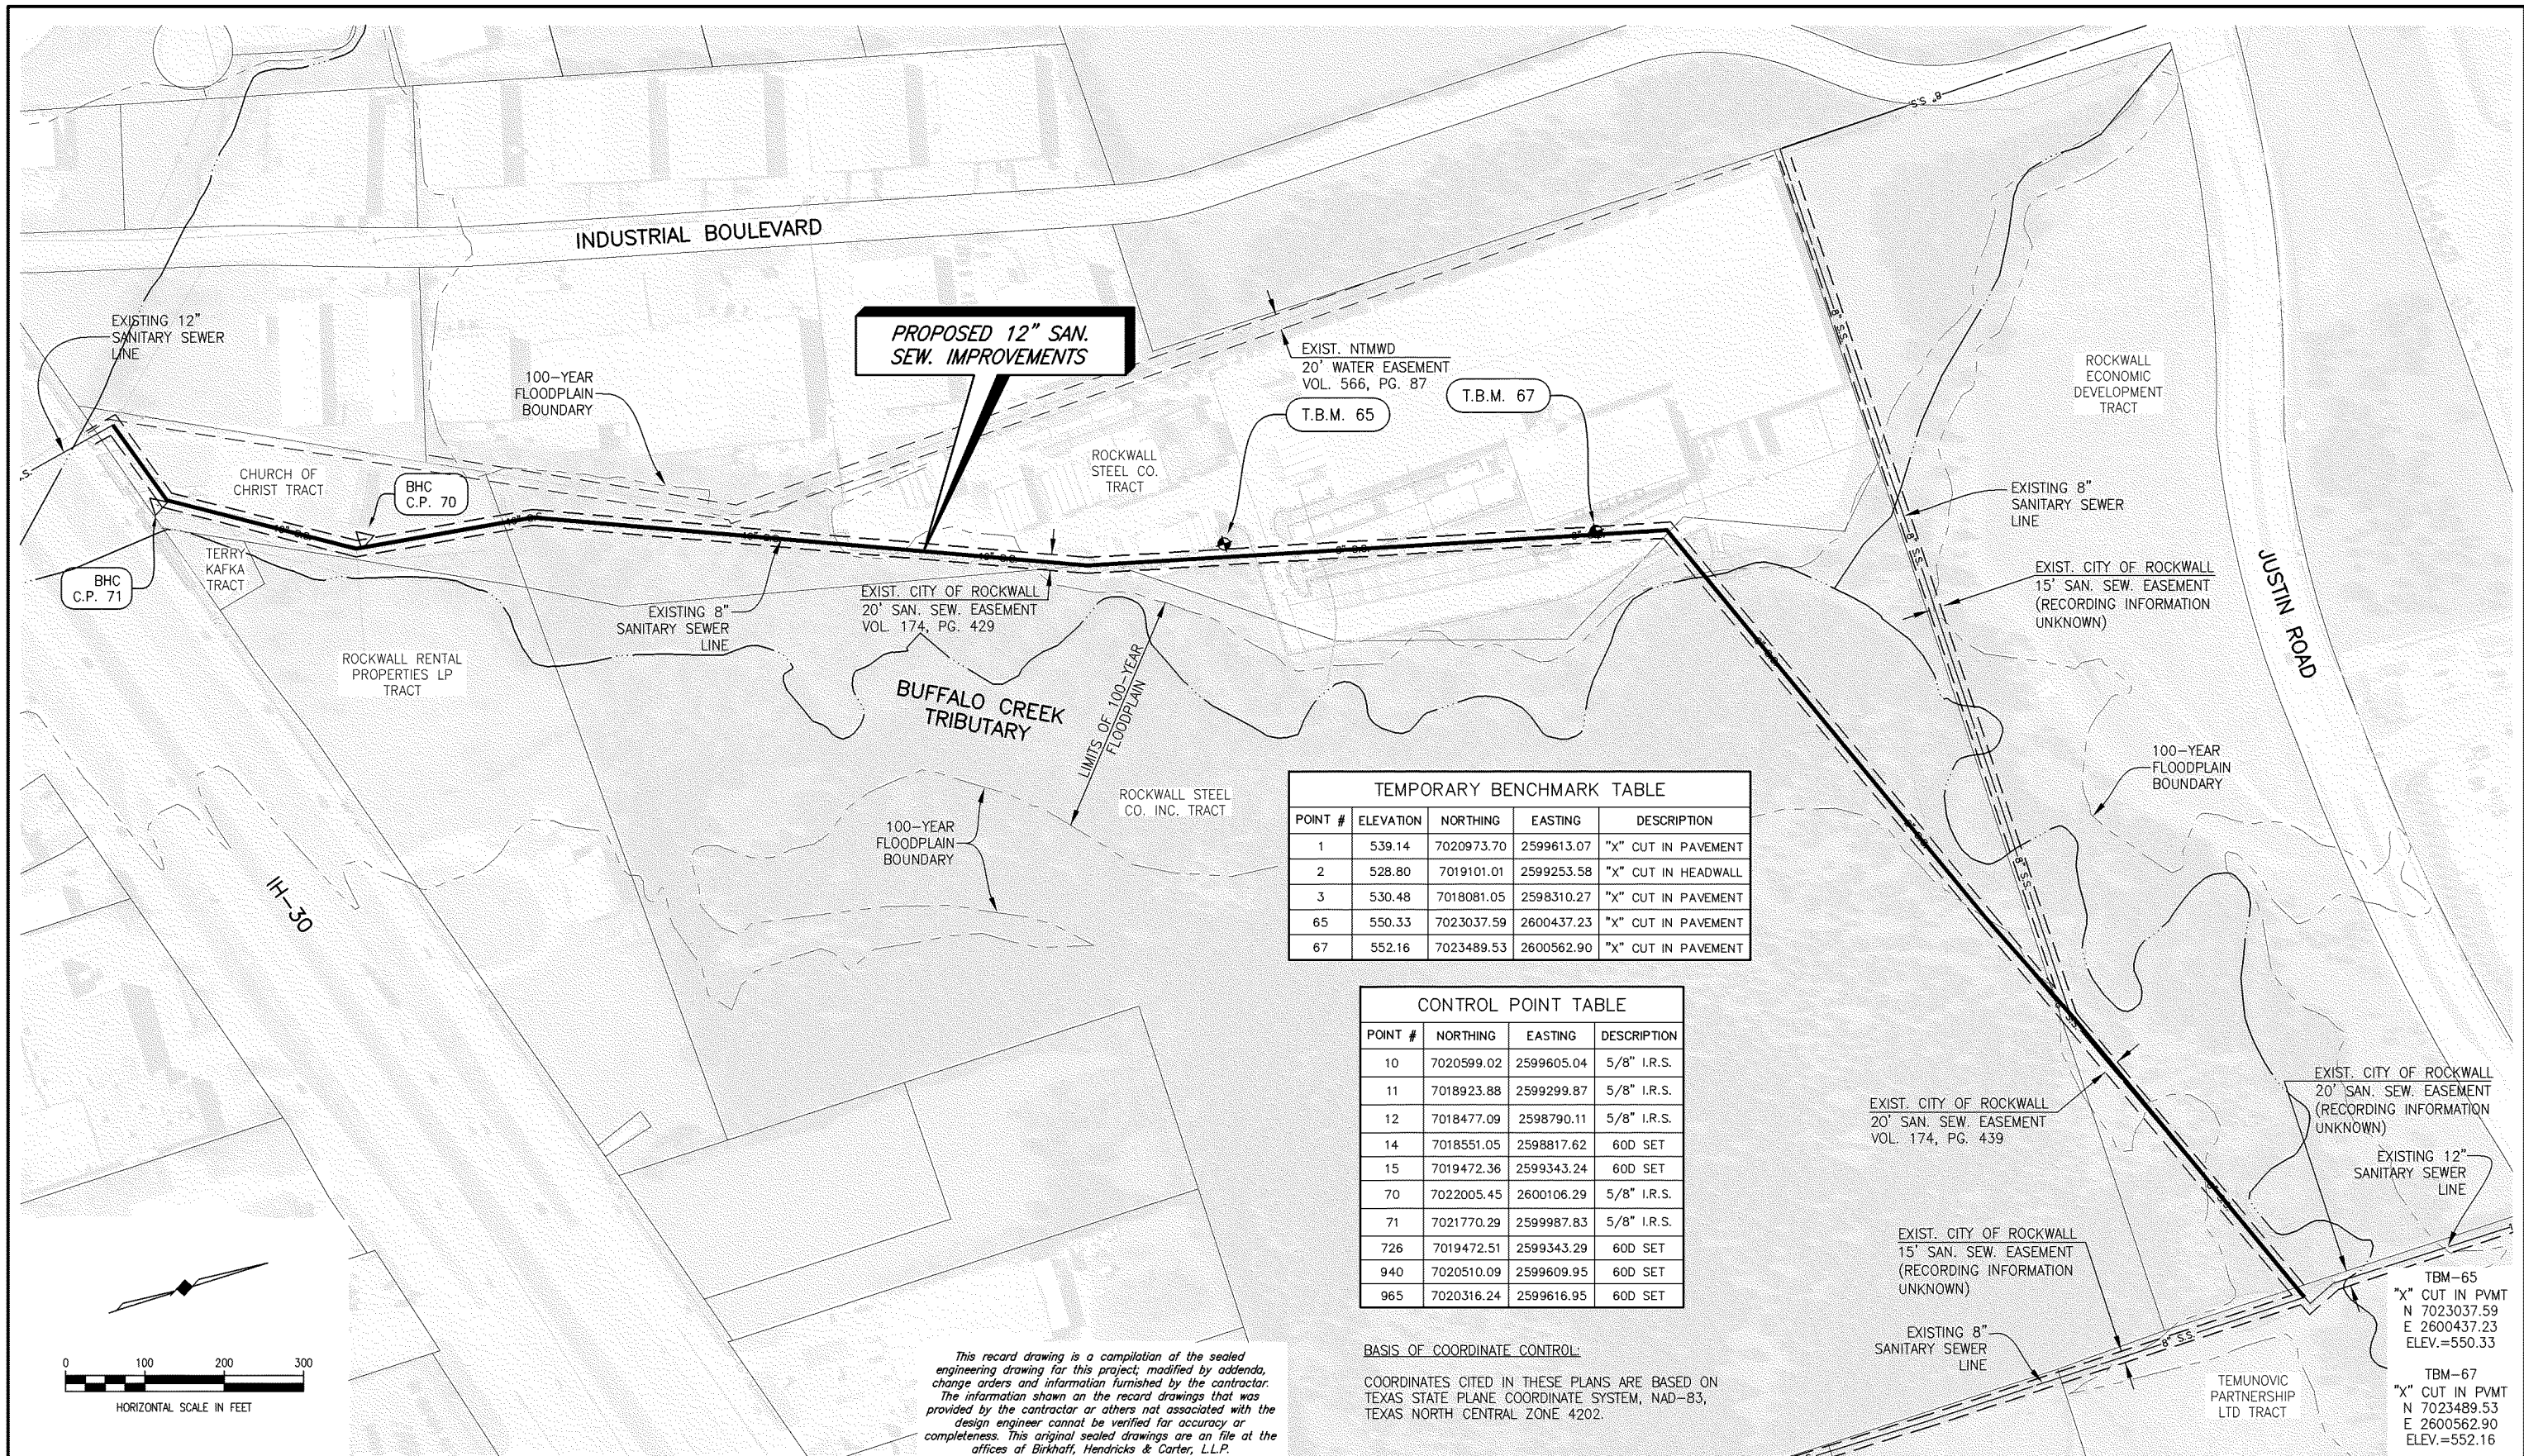 INDUSTRIAL BOULEVARD
8" S.S.
EXISTING 12"
SANITARY SEWER
LINE
100-YEAR
FLOODPLAIN
BOUNDARY
PROPOSED 12" SAN.
SEW. IMPROVEMENTS
EXIST. NTMWD
20' WATER EASEMENT
VOL. 566, PG. 87
T.B.M. 65
T.B.M. 67
ROCKWALL
ECONOMIC
DEVELOPMENT
TRACT
8" S.S.
S.
CHURCH OF
CHRIST TRACT
BHC
C.P. 70
ROCKWALL
STEEL CO.
TRACT
EXISTING 8"
SANITARY SEWER
LINE
8" S.S.
BHC
C.P. 71
TERRY
KAFKA
TRACT
EXISTING 8"
SANITARY SEWER
LINE
EXIST. CITY OF ROCKWALL
20' SAN. SEW. EASEMENT
VOL. 174, PG. 429
EXIST. CITY OF ROCKWALL
15' SAN. SEW. EASEMENT
(RECORDING INFORMATION
UNKNOWN)
JUSTIN ROAD
ROCKWALL RENTAL
PROPERTIES LP
TRACT
BUFFALO CREEK
TRIBUTARY
LIMITS OF 100-YEAR
FLOODPLAIN
100-YEAR
FLOODPLAIN
BOUNDARY
ROCKWALL STEEL
CO. INC. TRACT
100-YEAR
FLOODPLAIN
BOUNDARY
IH-30
8" S.S.
TEMPORARY BENCHMARK TABLE
POINT # ELEVATION NORTHING EASTING DESCRIPTION
1 539.14 7020973.70 2599613.07 "X" CUT IN PAVEMENT
2 528.80 7019101.01 2599253.58 "X" CUT IN HEADWALL
3 530.48 7018081.05 2598310.27 "X" CUT IN PAVEMENT
65 550.33 7023037.59 2600437.23 "X" CUT IN PAVEMENT
67 552.16 7023489.53 2600562.90 "X" CUT IN PAVEMENT
CONTROL POINT TABLE
POINT # NORTHING EASTING DESCRIPTION
10 7020599.02 2599605.04 5/8" I.R.S.
11 7018923.88 2599299.87 5/8" I.R.S.
12 7018477.09 2598790.11 5/8" I.R.S.
14 7018551.05 2598817.62 60D SET
15 7019472.36 2599343.24 60D SET
70 7022005.45 2600106.29 5/8" I.R.S.
71 7021770.29 2599987.83 5/8" I.R.S.
726 7019472.51 2599343.29 60D SET
940 7020510.09 2599609.95 60D SET
965 7020316.24 2599616.95 60D SET
EXIST. CITY OF ROCKWALL
20' SAN. SEW. EASEMENT
VOL. 174, PG. 439
EXIST. CITY OF ROCKWALL
20' SAN. SEW. EASEMENT
(RECORDING INFORMATION
UNKNOWN)
EXISTING 12"
SANITARY SEWER
LINE
EXIST. CITY OF ROCKWALL
15' SAN. SEW. EASEMENT
(RECORDING INFORMATION
UNKNOWN)
EXISTING 8"
SANITARY SEWER
LINE
8" S.S.
TEMUNOVIC
PARTNERSHIP
LTD TRACT
TBM-65
"X" CUT IN PVMT
N 7023037.59
E 2600437.23
ELEV.=550.33
TBM-67
"X" CUT IN PVMT
N 7023489.53
E 2600562.90
ELEV.=552.16
0 100 200 300
HORIZONTAL SCALE IN FEET
This record drawing is a compilation of the sealed
engineering drawing for this project; modified by addenda,
change orders and information furnished by the contractor.
The information shown on the record drawings that was
provided by the contractor or others not associated with the
design engineer cannot be verified for accuracy or
completeness. This original sealed drawings are on file at the
offices of Birkhoff, Hendricks & Carter, L.L.P.
BASIS OF COORDINATE CONTROL:
COORDINATES CITED IN THESE PLANS ARE BASED ON
TEXAS STATE PLANE COORDINATE SYSTEM, NAD-83,
TEXAS NORTH CENTRAL ZONE 4202.